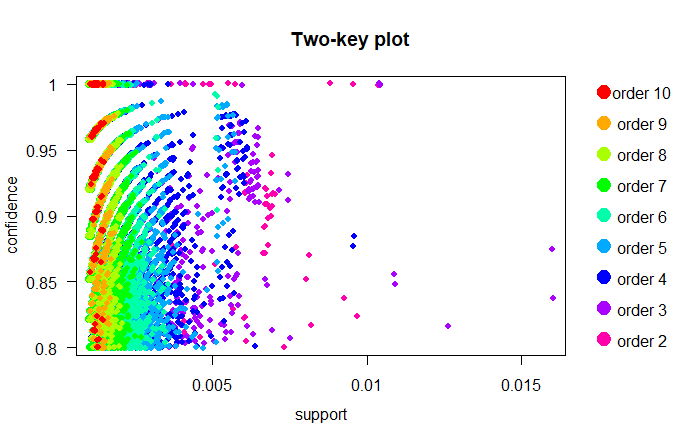 Two-key plot
1
0.95
0.9
0.85
0.8
confidence
0.005
0.01
0.015
support
order 10
order 9
order 8
order 7
order 6
order 5
order 4
order 3
order 2